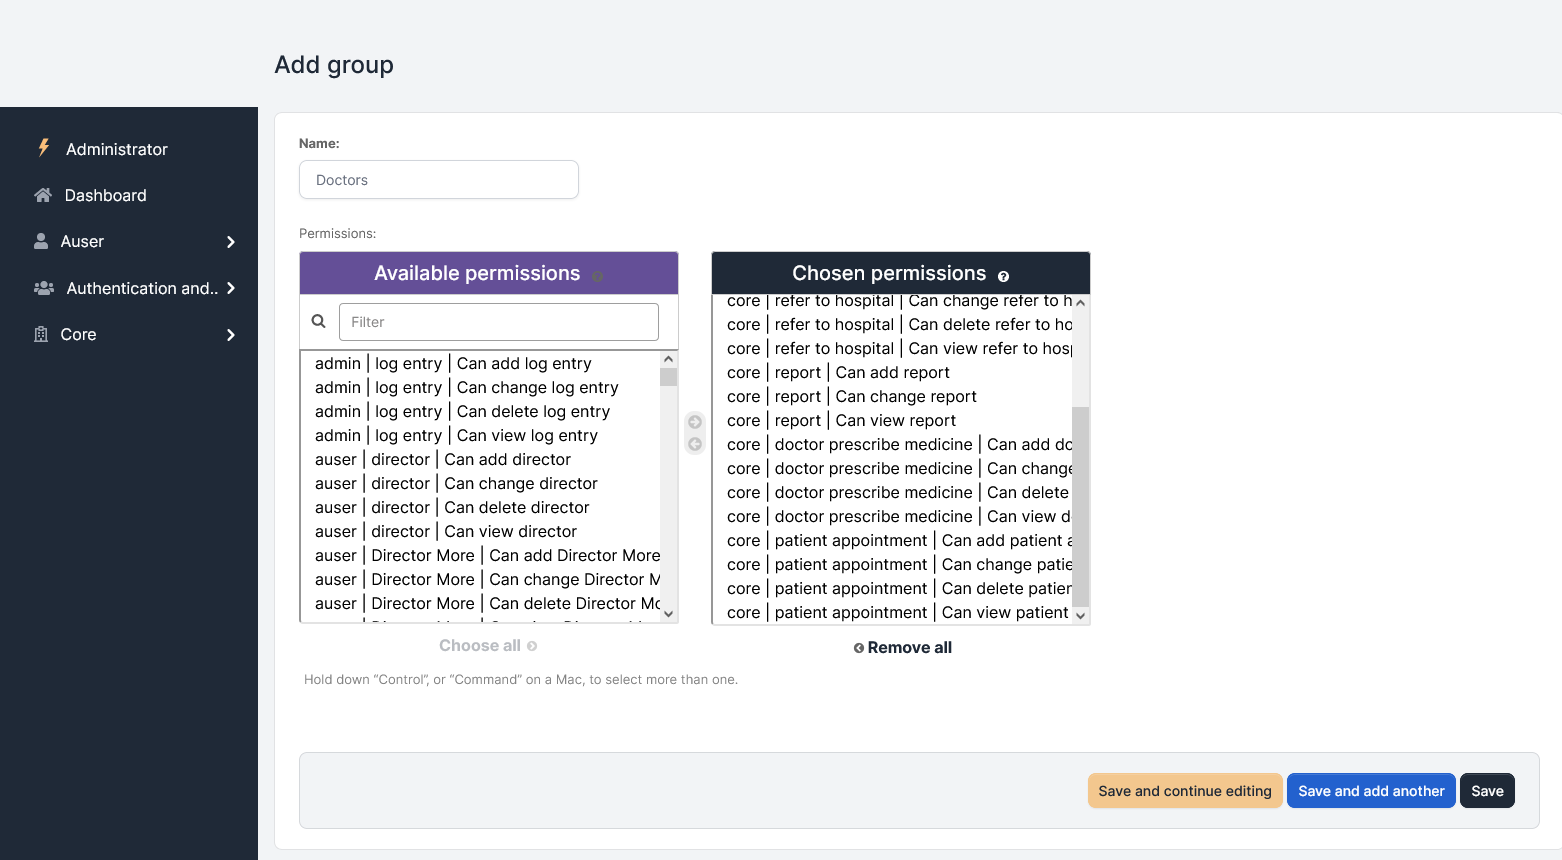 Add group
Administrator
Dashboard
Auser
Authentication and..
Core
Name:
Doctors
Permissions:
Available permissions
Filter
admin | log entry | Can add log entry
admin | log entry | Can change log entry
admin | log entry | Can delete log entry
admin | log entry | Can view log entry
auser | director | Can add director
auser | director | Can change director
auser | director | Can delete director
auser | director | Can view director
auser | Director More | Can add Director More
auser | Director More | Can change Director M
auser | Director More | Can delete Director Mo
Choose all
Chosen permissions
core | refer to hospital | Can change refer to h
core | refer to hospital | Can delete refer to ho
core | refer to hospital | Can view refer to hosp
core | report | Can add report
core | report | Can change report
core | report | Can view report
core | doctor prescribe medicine | Can add do
core | doctor prescribe medicine | Can change
core | doctor prescribe medicine | Can delete
core | doctor prescribe medicine | Can view d
core | patient appointment | Can add patient a
core | patient appointment | Can change patie
core | patient appointment | Can delete patien
core | patient appointment | Can view patient
Remove all
Hold down “Control”, or “Command” on a Mac, to select more than one.
Save and continue editing
Save and add another
Save